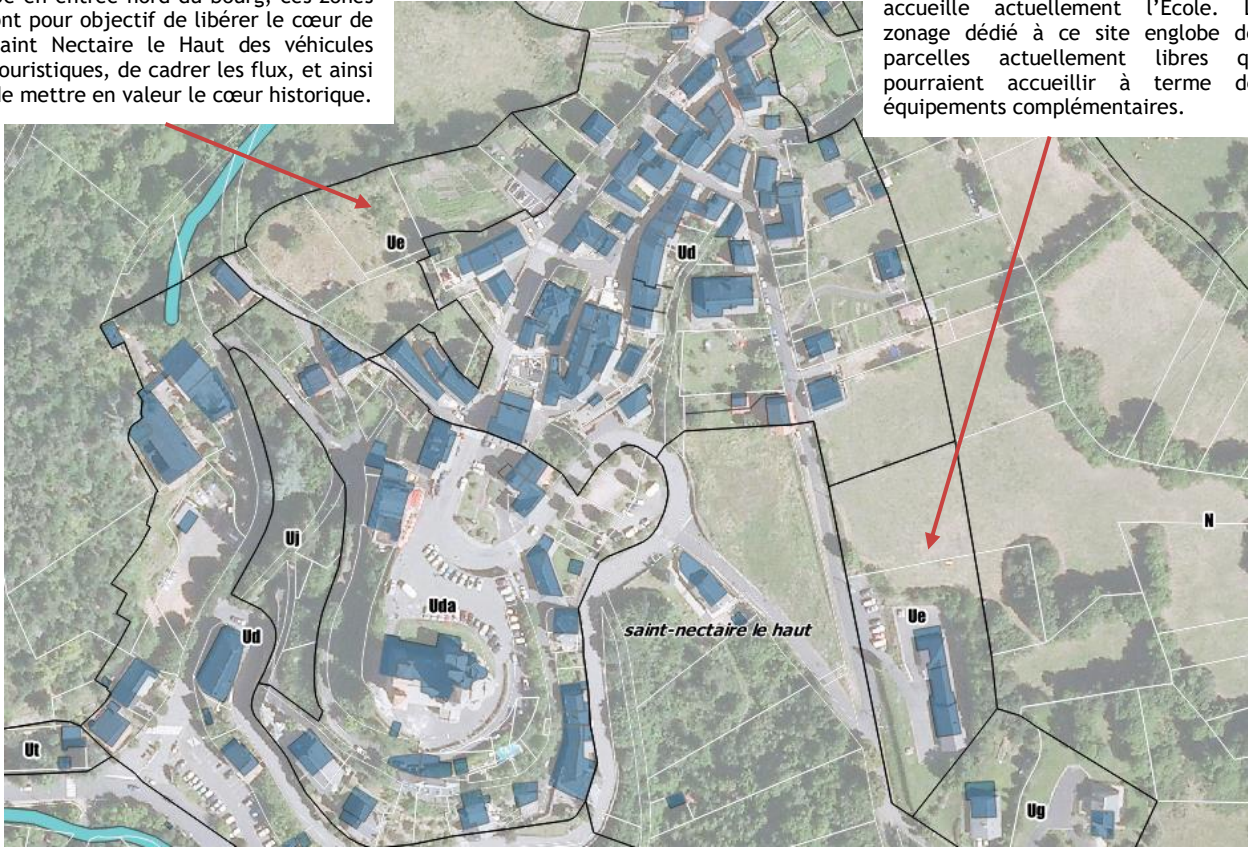 en entrée nord du bourg, ces zones
ont pour objectif de libérer le cœur de
aint Nectaire le Haut des véhicules
ouristiques, de cadrer les flux, et ainsi
de mettre en valeur le cœur historique.
accueille actuellement l’Ecole.
zonage dédié à ce site englobe de
parcelles actuellement libres q
pourraient accueillir à terme de
équipements complémentaires.
Ue
Ud
N
Uj
Uda
Ue
saint-nectaire le haut
Ud
Ut
Ug